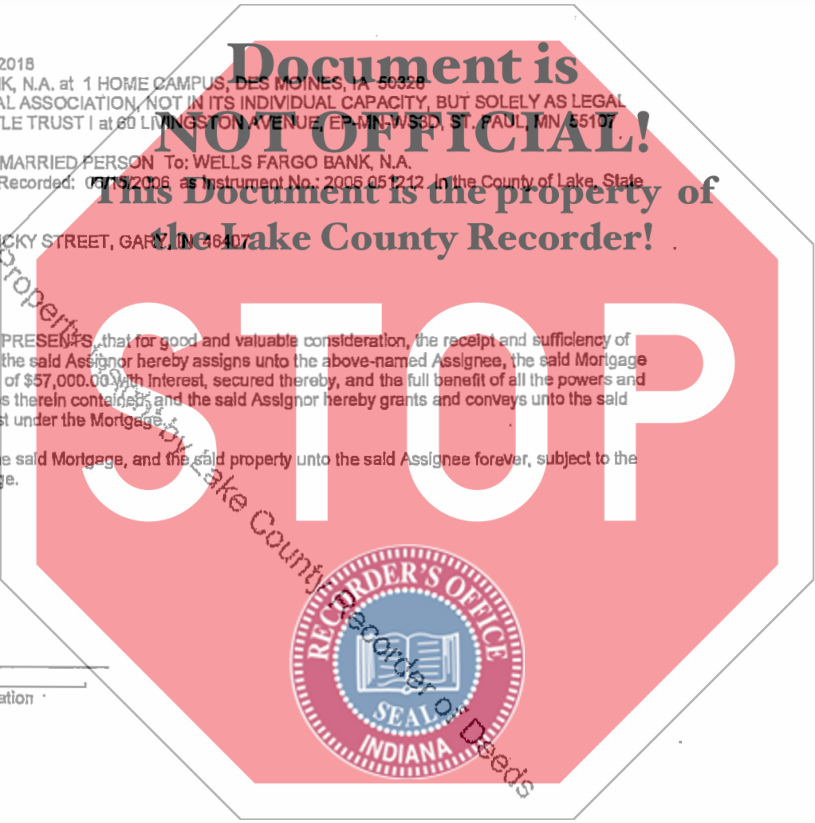 2018
Document is
K, N.A. at 1 HOME CAMPUS, DES MOINES, IA 50328
AL ASSOCIATION, NOT IN ITS INDIVIDUAL CAPACITY, BUT SOLELY AS LEGAL
LE TRUST I at 60 LIVINGSTON AVENUE, EP-MN-WS3D, ST. PAUL, MN 55107
NOT OFFICIAL!
MARRIED PERSON To: WELLS FARGO BANK, N.A.
Recorded: 06/15/2006 as Instrument No.: 2006 051212 In the County of Lake, State
This Document is the property of
the Lake County Recorder!
CKY STREET, GARY, IN 46407
PRESENTS, that for good and valuable consideration, the receipt and sufficiency of
the said Assignor hereby assigns unto the above-named Assignee, the said Mortgage
of $57,000.00 with interest, secured thereby, and the full benefit of all the powers and
s therein contained, and the said Assignor hereby grants and conveys unto the said
st under the Mortgage.
e said Mortgage, and the said property unto the said Assignee forever, subject to the
ge.
STOP
Property
by Lake County Recorder of Deeds
RECORDER'S OFFICE
SEAL
INDIANA
ation